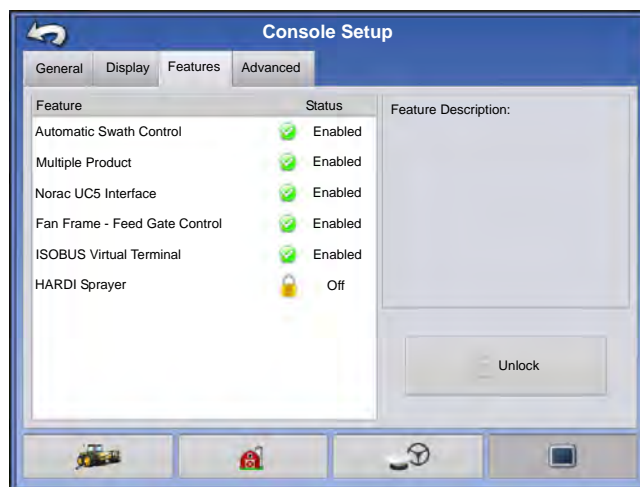 Console Setup
General Display Features Advanced
Feature Status
Automatic Swath Control Enabled
Multiple Product Enabled
Norac UC5 Interface Enabled
Fan Frame - Feed Gate Control Enabled
ISOBUS Virtual Terminal Enabled
HARDI Sprayer Off
Feature Description:
Unlock